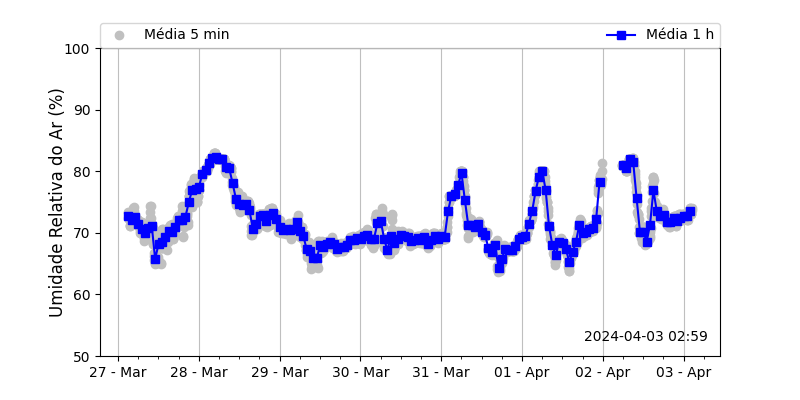 Média 5 min
Média 1 h
100
90
80
70
60
50
Umidade Relativa do Ar (%)
2024-04-03 02:59
27 - Mar
28 - Mar
29 - Mar
30 - Mar
31 - Mar
01 - Apr
02 - Apr
03 - Apr